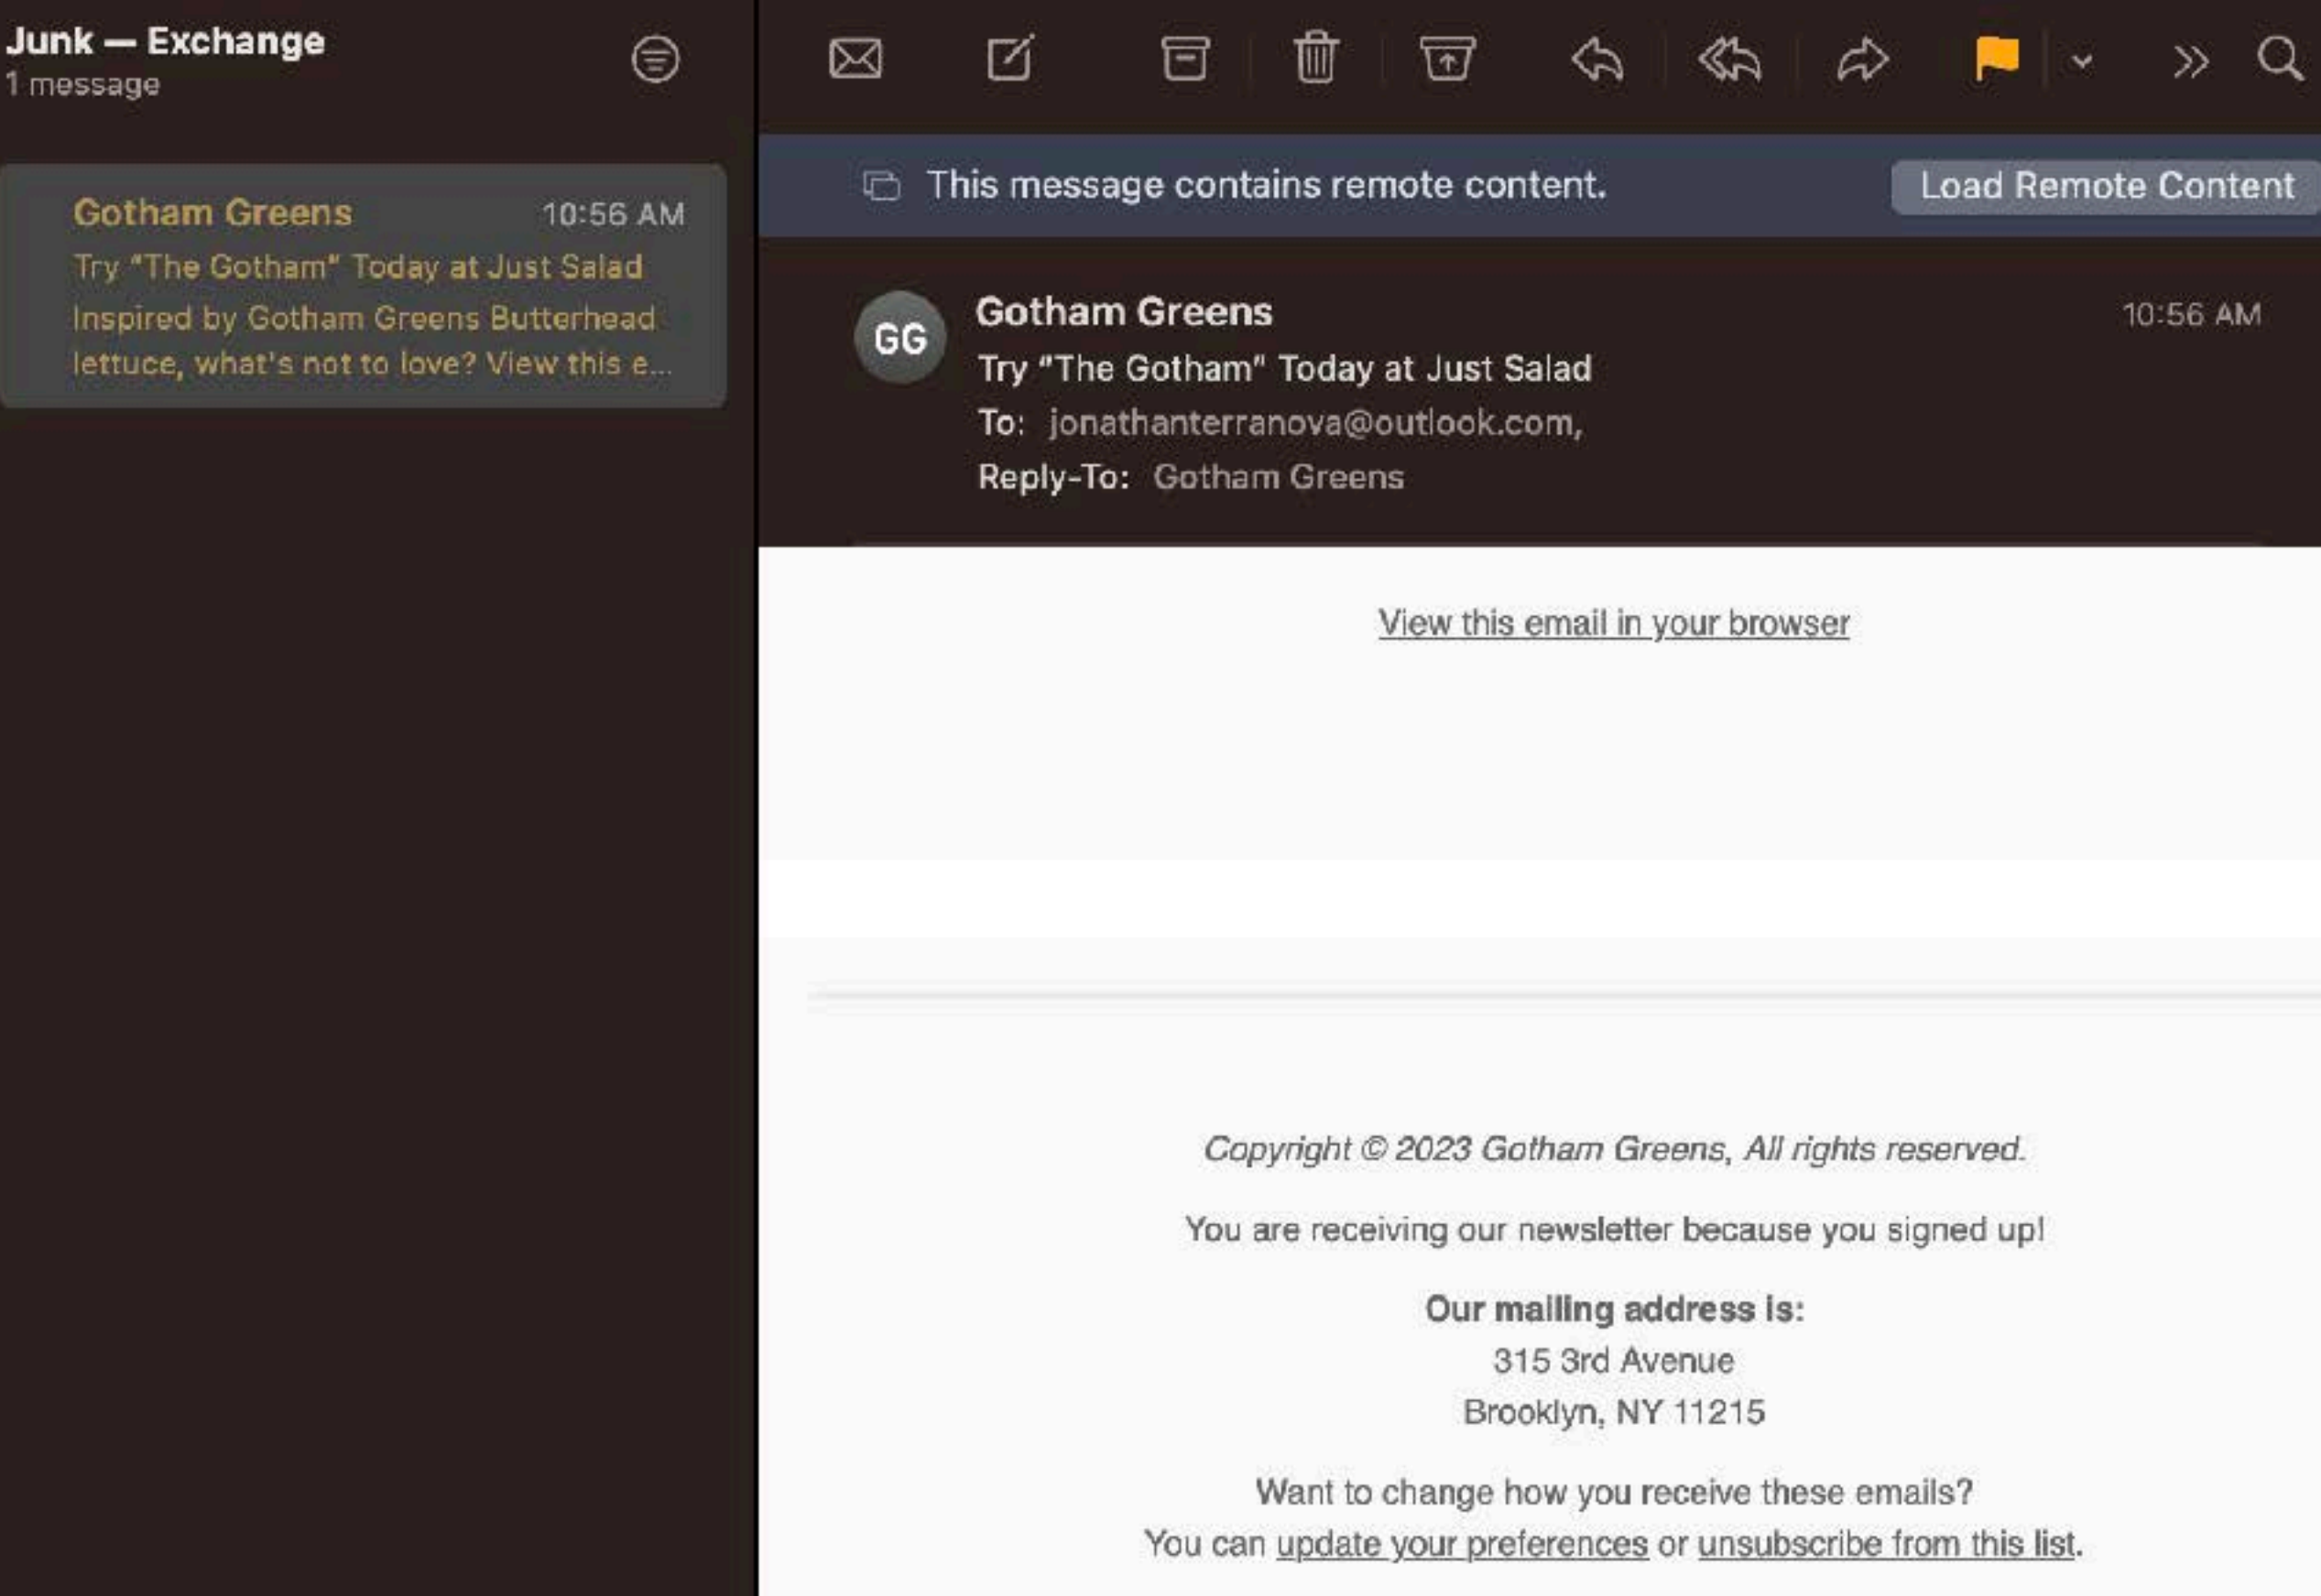 Junk — Exchange
1 message
Gotham Greens 10:56 AM
Try “The Gotham” Today at Just Salad
Inspired by Gotham Greens Butterhead
lettuce, what's not to love? View this e...
This message contains remote content.
Load Remote Content
GG
Gotham Greens
10:56 AM
Try “The Gotham” Today at Just Salad
To: jonathanterranova@outlook.com,
Reply-To: Gotham Greens
View this email in your browser
Copyright © 2023 Gotham Greens, All rights reserved.
You are receiving our newsletter because you signed up!
Our mailing address is:
315 3rd Avenue
Brooklyn, NY 11215
Want to change how you receive these emails?
You can update your preferences or unsubscribe from this list.